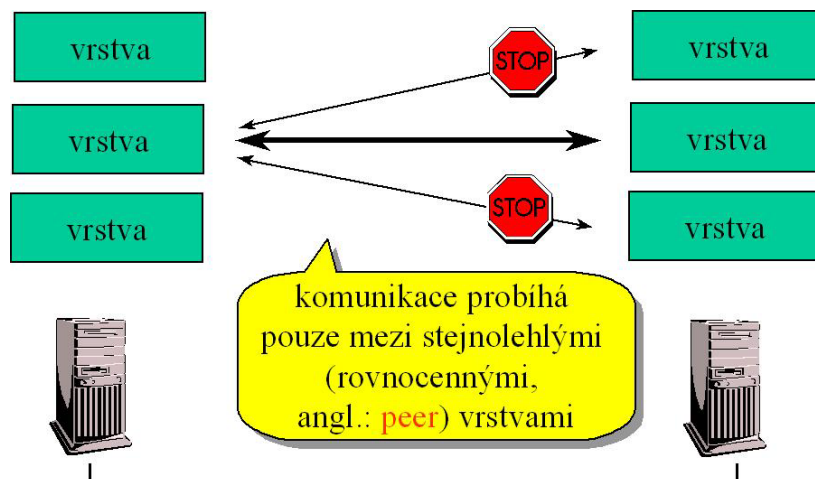 vrstva
STOP
vrstva
vrstva
vrstva
vrstva
STOP
vrstva
komunikace probíhá
pouze mezi stejnolehlými
(rovnocennými,
angl.: peer) vrstvami